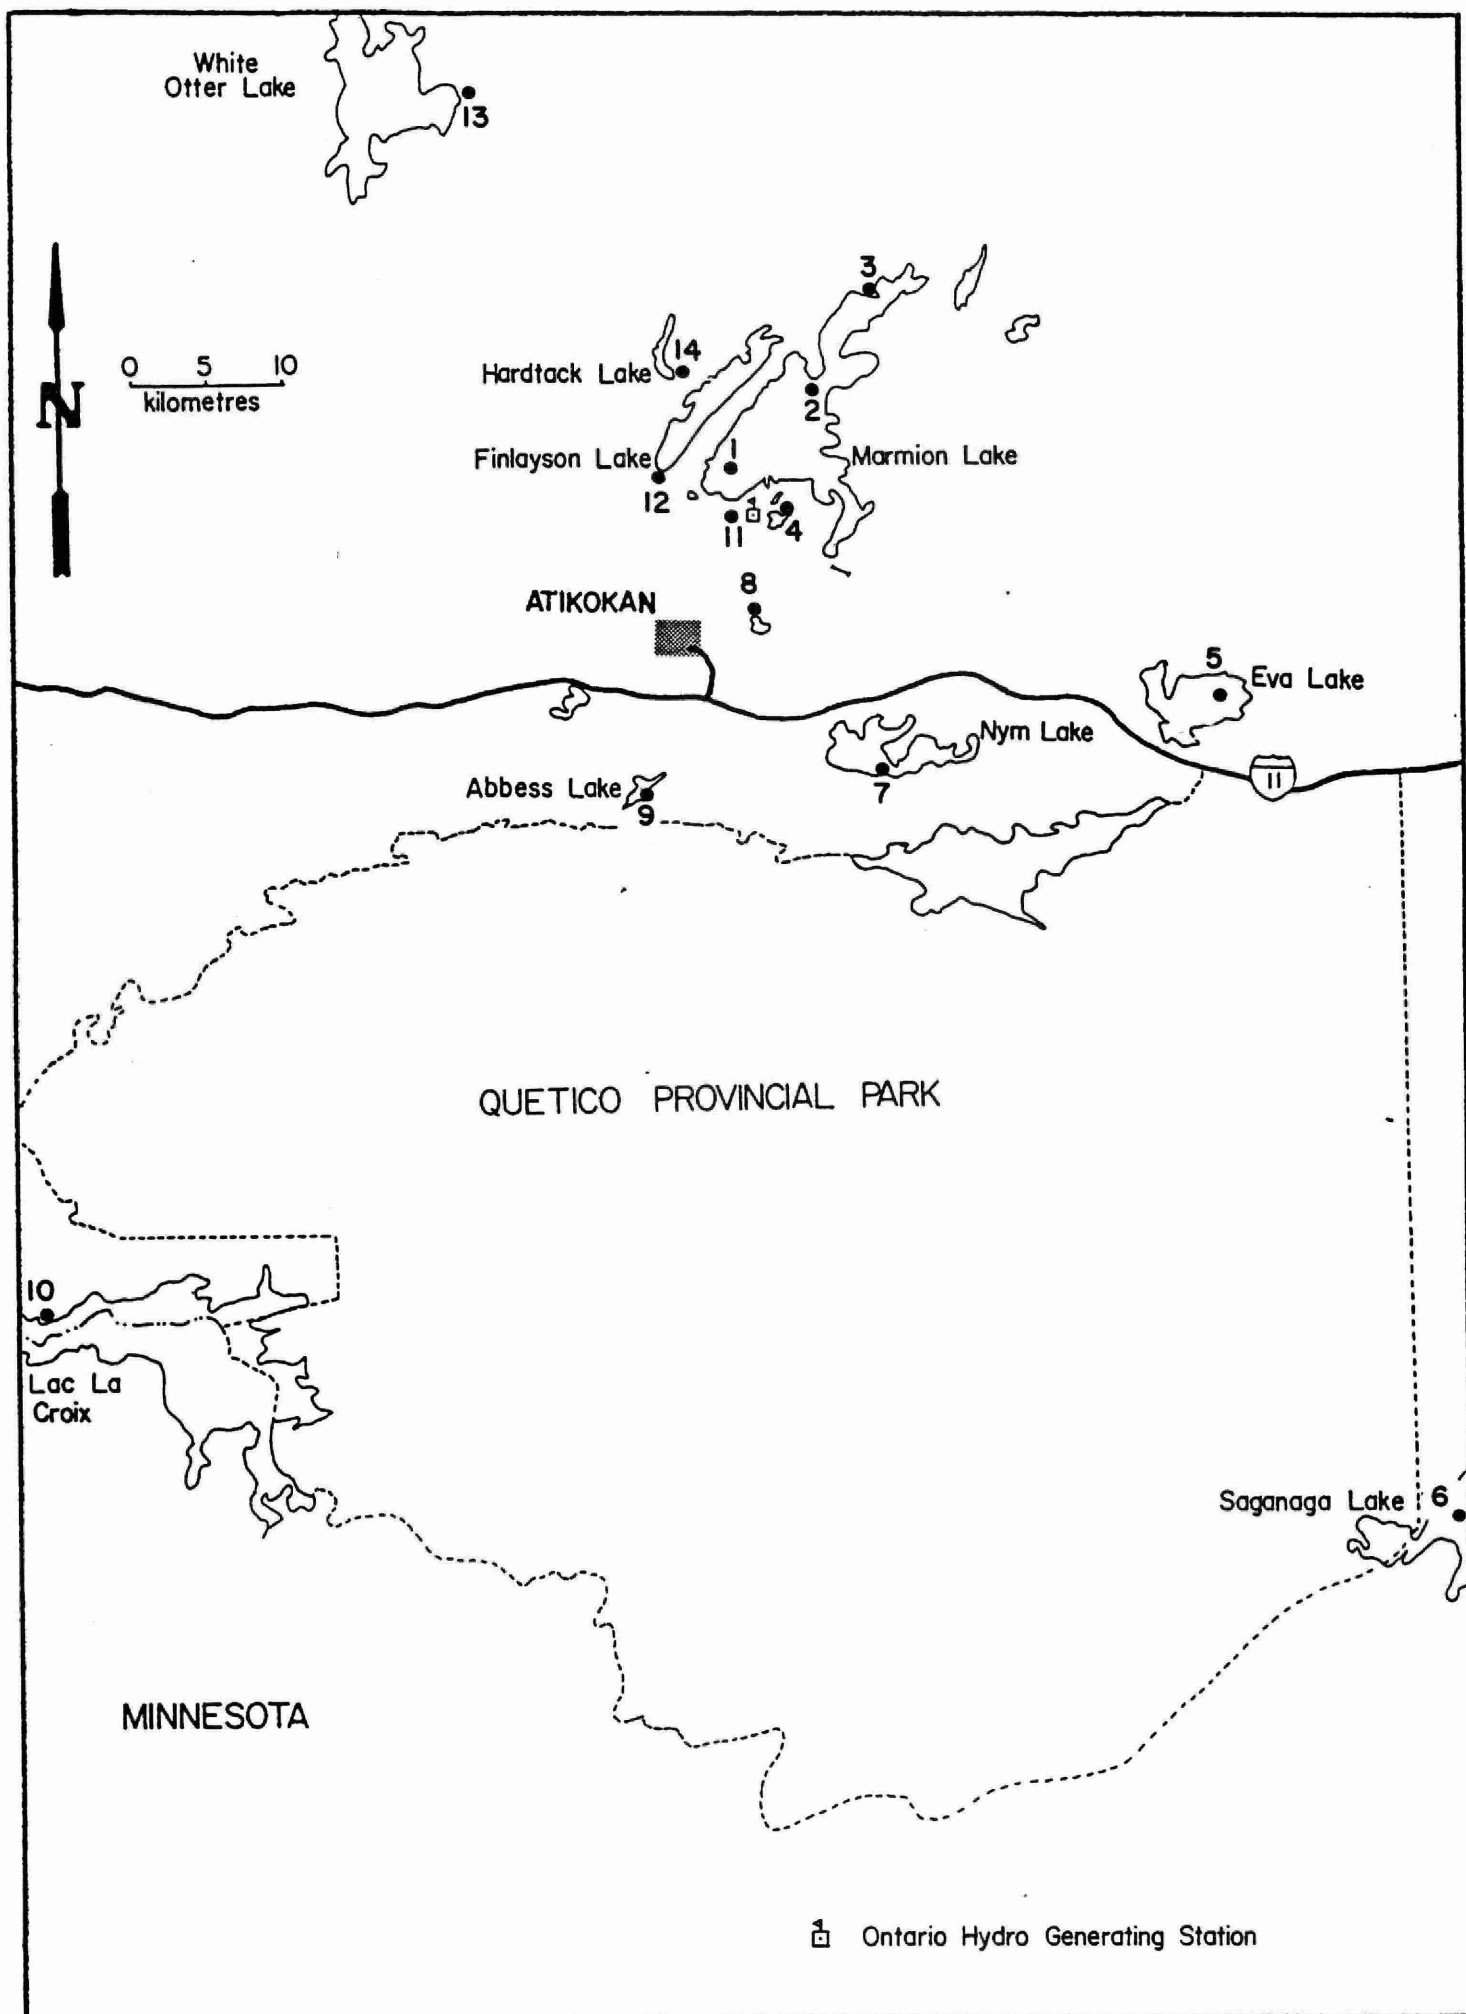 White
Otter Lake
13
3
0 5 10
kilometres
N
14
Hardtack Lake
2
1
Finlayson Lake
Marmion Lake
12
11
4
8
ATIKOKAN
5
Eva Lake
Nym Lake
11
Abbess Lake
7
9
QUETICO PROVINCIAL PARK
10
Lac La
Croix
Saganaga Lake
6
MINNESOTA
Ontario Hydro Generating Station